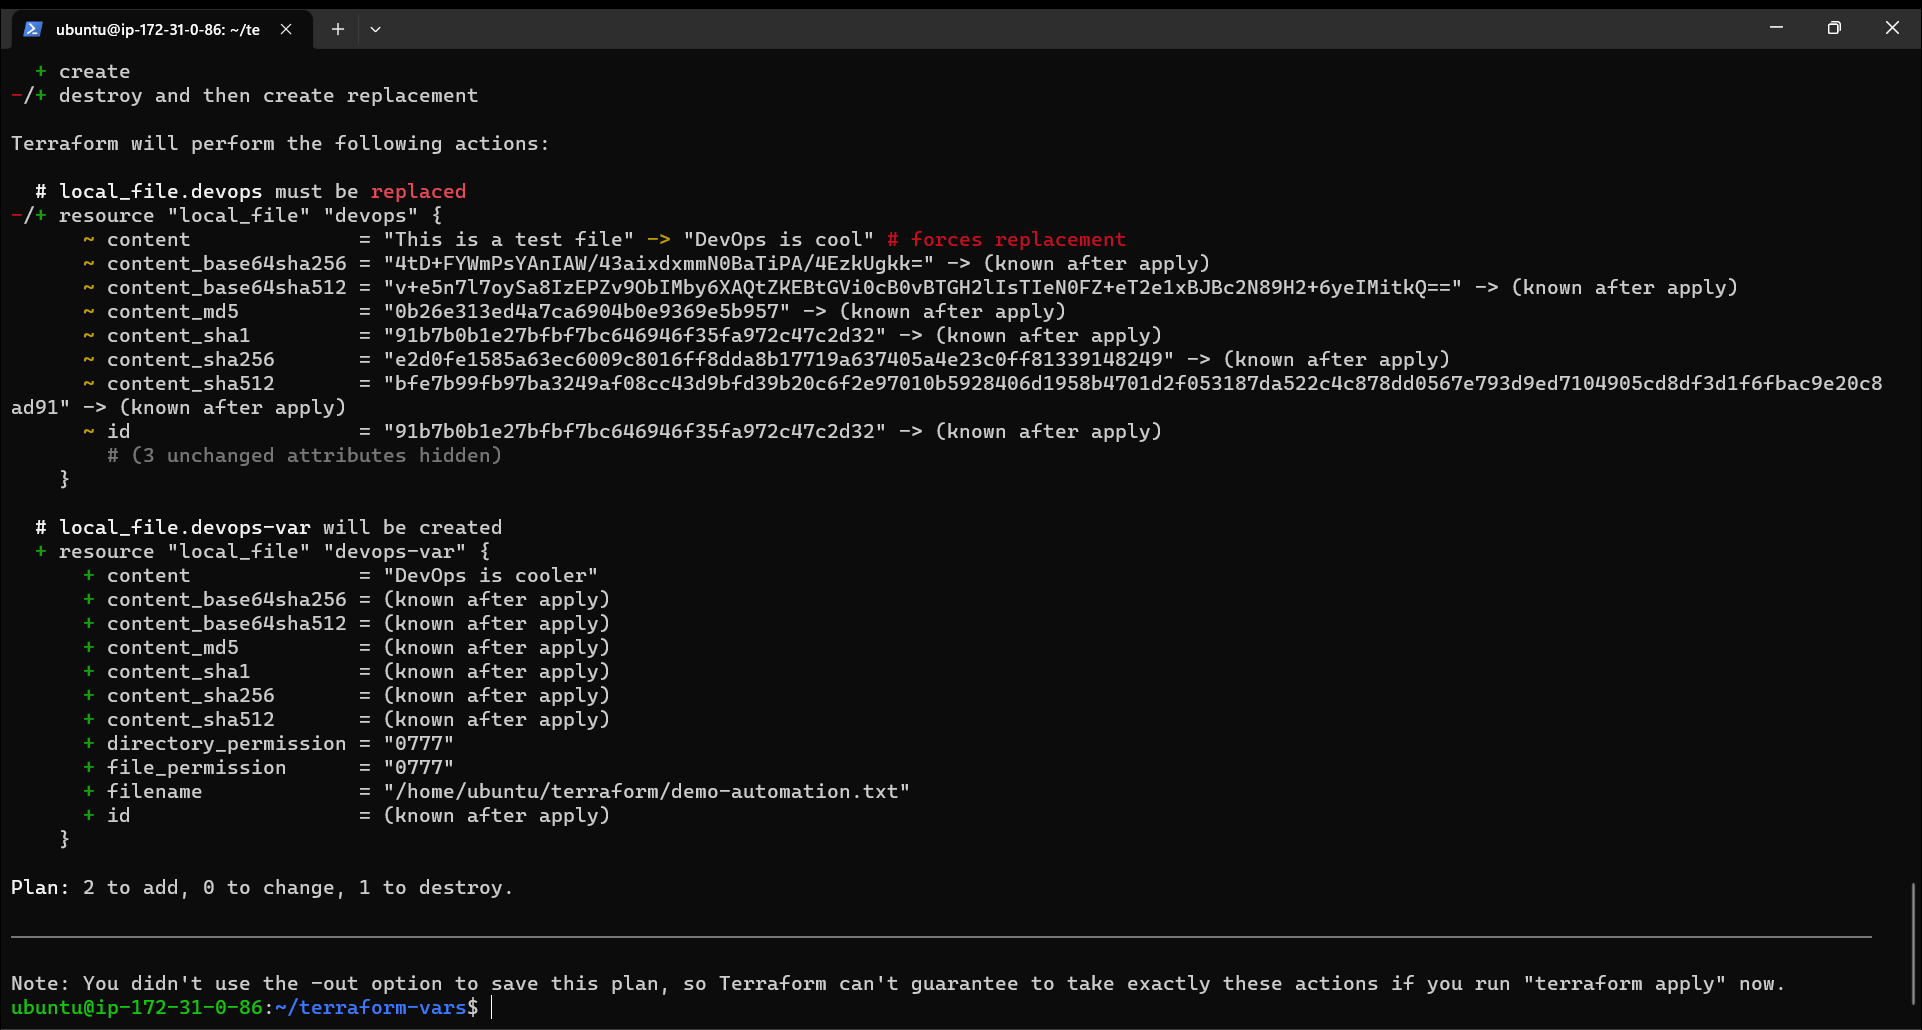 ubuntu@ip-172-31-0-86: ~/te
+ create
-/+ destroy and then create replacement
Terraform will perform the following actions:
# local_file.devops must be replaced
-/+ resource "local_file" "devops" {
~ content = "This is a test file" -> "DevOps is cool" # forces replacement
~ content_base64sha256 = "4tD+FYWmPsYAnIAW/43aixdxmmN0BaTiPA/4EzkUgkk=" -> (known after apply)
~ content_base64sha512 = "v+e5n7l7oySa8IzEPZv9ObIMby6XAQtZKEBtGVi0cB0vBTGH2lIsTIeN0FZ+eT2e1xBJBc2N89H2+6yeIMitkQ==" -> (known after apply)
~ content_md5 = "0b26e313ed4a7ca6904b0e9369e5b957" -> (known after apply)
~ content_sha1 = "91b7b0b1e27bfbf7bc646946f35fa972c47c2d32" -> (known after apply)
~ content_sha256 = "e2d0fe1585a63ec6009c8016ff8dda8b17719a637405a4e23c0ff81339148249" -> (known after apply)
~ content_sha512 = "bfe7b99fb97ba3249af08cc43d9bfd39b20c6f2e97010b5928406d1958b4701d2f053187da522c4c878dd0567e793d9ed7104905cd8df3d1f6fbac9e20c8
ad91" -> (known after apply)
~ id = "91b7b0b1e27bfbf7bc646946f35fa972c47c2d32" -> (known after apply)
# (3 unchanged attributes hidden)
}
# local_file.devops-var will be created
+ resource "local_file" "devops-var" {
+ content = "DevOps is cooler"
+ content_base64sha256 = (known after apply)
+ content_base64sha512 = (known after apply)
+ content_md5 = (known after apply)
+ content_sha1 = (known after apply)
+ content_sha256 = (known after apply)
+ content_sha512 = (known after apply)
+ directory_permission = "0777"
+ file_permission = "0777"
+ filename = "/home/ubuntu/terraform/demo-automation.txt"
+ id = (known after apply)
}
Plan: 2 to add, 0 to change, 1 to destroy.
Note: You didn't use the -out option to save this plan, so Terraform can't guarantee to take exactly these actions if you run "terraform apply" now.
ubuntu@ip-172-31-0-86:~/terraform-vars$